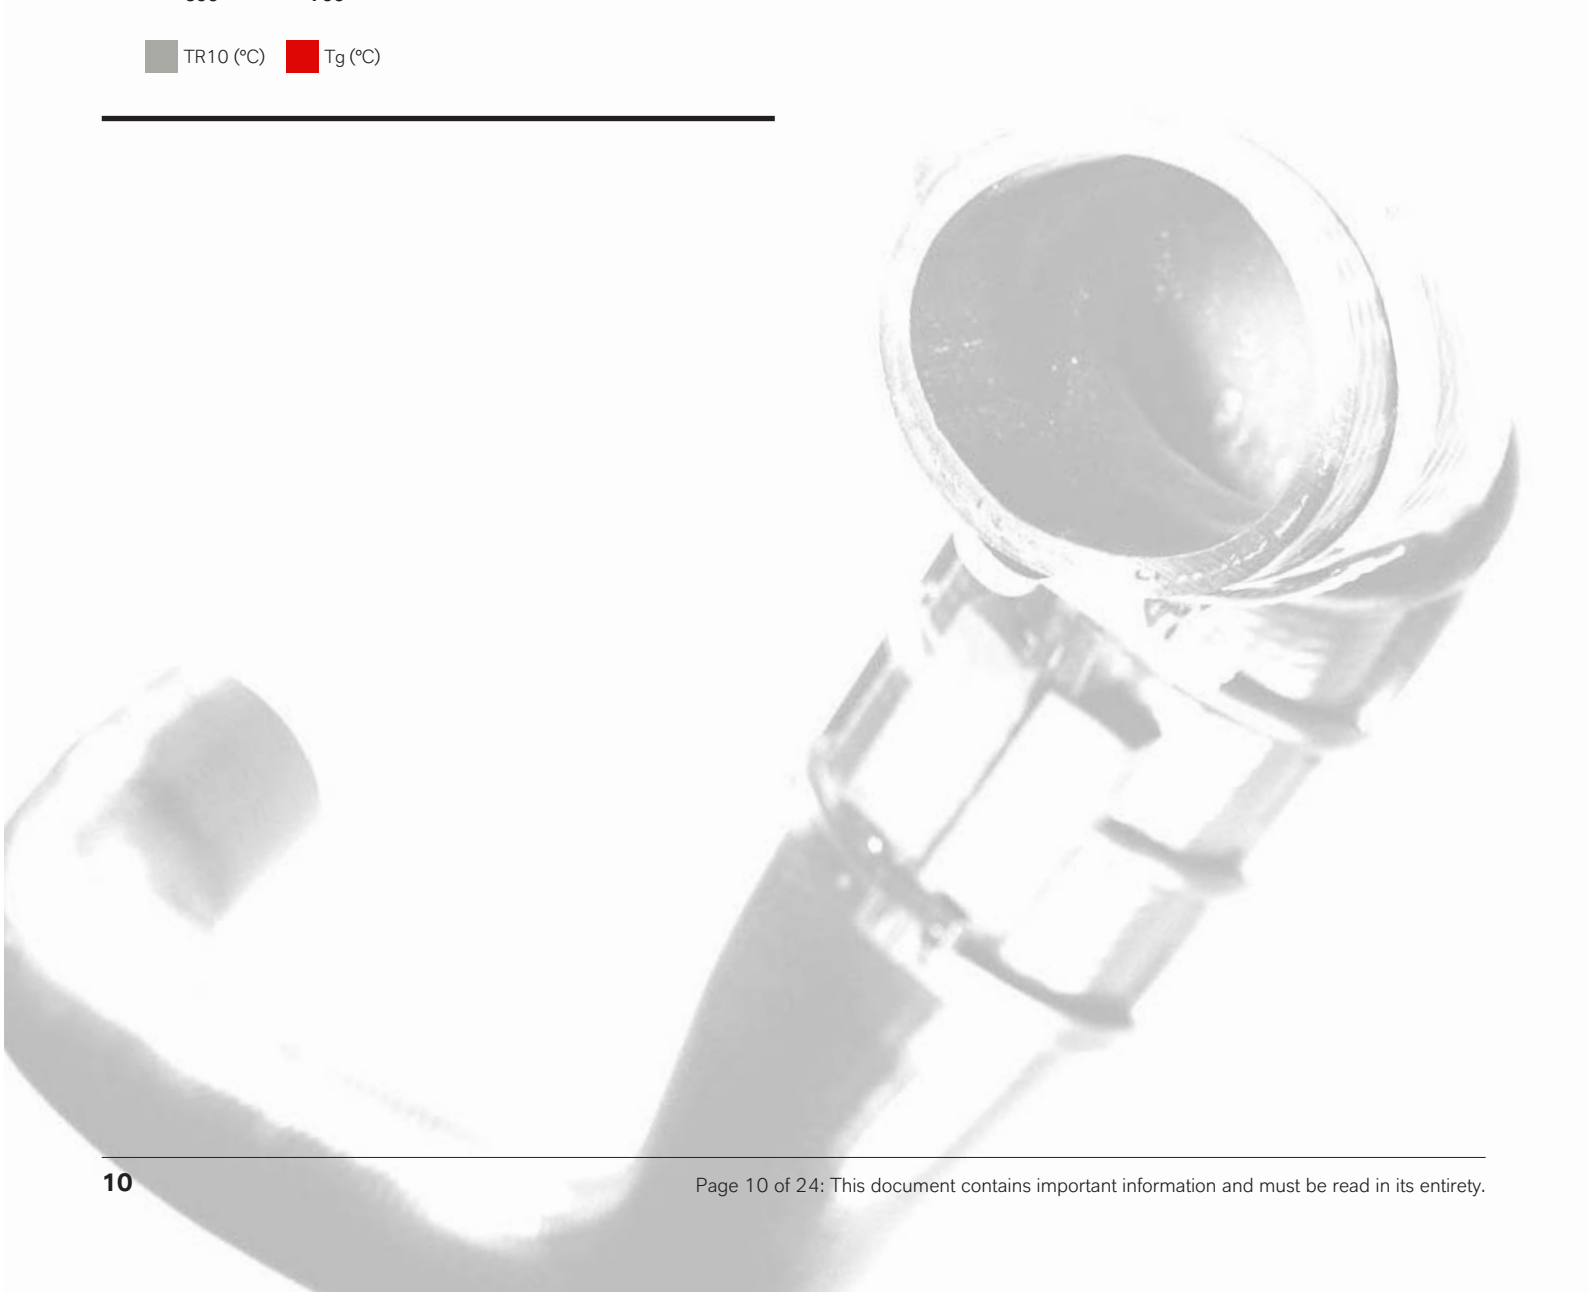 TR10 (°C) Tg (°C)
10
Page 10 of 24: This document contains important information and must be read in its entirety.